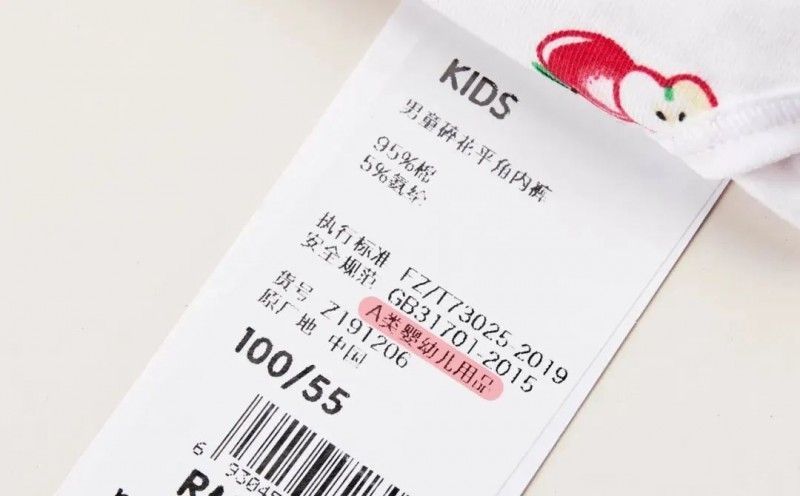 KIDS
男童碎花平角内裤
95%棉
5%氨纶
执行标准 FZ/T73025-2019
安全规范 GB31701-2015
A类婴幼儿用品
货号 Z191206
原厂地 中国
100/55